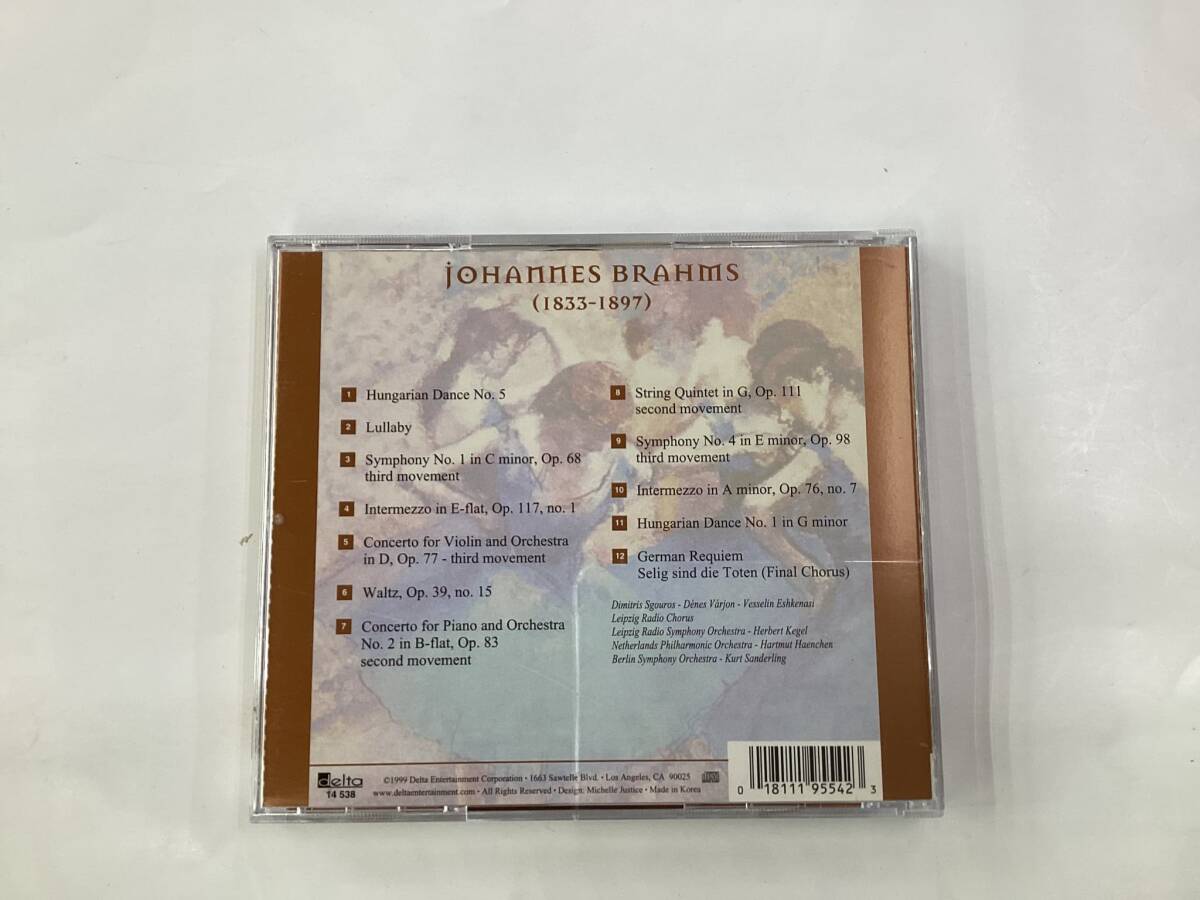 JOHANNES BRAHMS
(1833-1897)
1 Hungarian Dance No. 5
2 Lullaby
3 Symphony No. 1 in C minor, Op. 68
third movement
4 Intermezzo in E-flat, Op. 117, no. 1
5 Concerto for Violin and Orchestra
in D, Op. 77 - third movement
6 Waltz, Op. 39, no. 15
7 Concerto for Piano and Orchestra
No. 2 in B-flat, Op. 83
second movement
8 String Quintet in G, Op. 111
second movement
9 Symphony No. 4 in E minor, Op. 98
third movement
10 Intermezzo in A minor, Op. 76, no. 7
11 Hungarian Dance No. 1 in G minor
12 German Requiem
Selig sind die Toten (Final Chorus)
Dimitris Sgouros - Dénes Várjon - Vesselin Eshkenasi
Leipzig Radio Chorus
Leipzig Radio Symphony Orchestra - Herbert Kegel
Netherlands Philharmonic Orchestra - Hartmut Haenchen
Berlin Symphony Orchestra - Kurt Sanderling
delta
14 538
©1999 Delta Entertainment Corporation • 1663 Sawtelle Blvd. • Los Angeles, CA 90025
www.deltaentertainment.com • All Rights Reserved • Design: Michelle Justice • Made in Korea
0 18111 95542 3